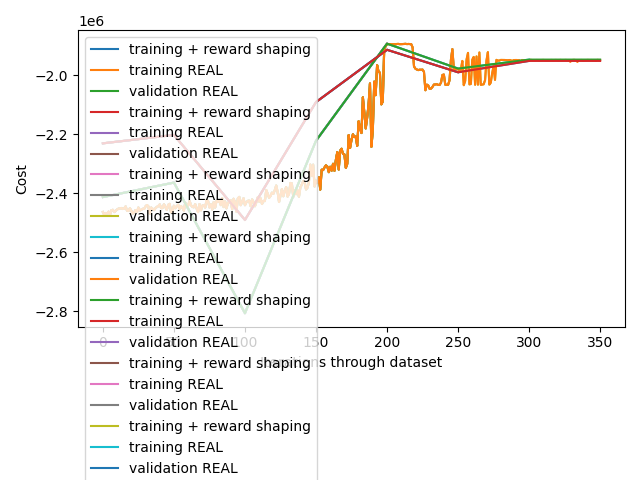 1e6
Cost
−2.0
−2.2
−2.4
−2.6
−2.8
training + reward shaping
training REAL
validation REAL
training + reward shaping
training REAL
validation REAL
training + reward shaping
training REAL
validation REAL
training + reward shaping
training REAL
validation REAL
training + reward shaping
training REAL
validation REAL
training + reward shaping
training REAL
validation REAL
training + reward shaping
training REAL
validation REAL
0 100 150 200 250 300 350
through dataset